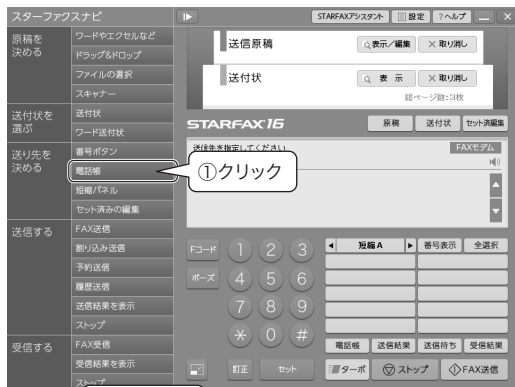 スターファクスナビ
STARFAXアシスタント 設定 ?ヘルプ
原稿を
決める
ワードやエクセルなど
ドラッグ&ドロップ
ファイルの選択
スキャナー
送付状を
選ぶ
送付状
ワード送付状
送り先を
決める
番号ボタン
電話帳
短縮パネル
セット済みの編集
送信する
FAX送信
割り込み送信
予約送信
履歴送信
送信結果を表示
ストップ
受信する
FAX受信
受信結果を表示
ストップ
送信原稿 表示／編集 × 取り消し
送付状 表 示 × 取り消し
総ページ数:3枚
STARFAX'16 原稿 送付状 セット済編集
送信先を指定してください FAXモデム
①クリック
Fコード 1 2 3
ポーズ 4 5 6
7 8 9
* 0 #
訂正 セット
短縮A 番号表示 全選択
電話帳 送信結果 送信待ち 受信結果
ターボ ストップ FAX送信